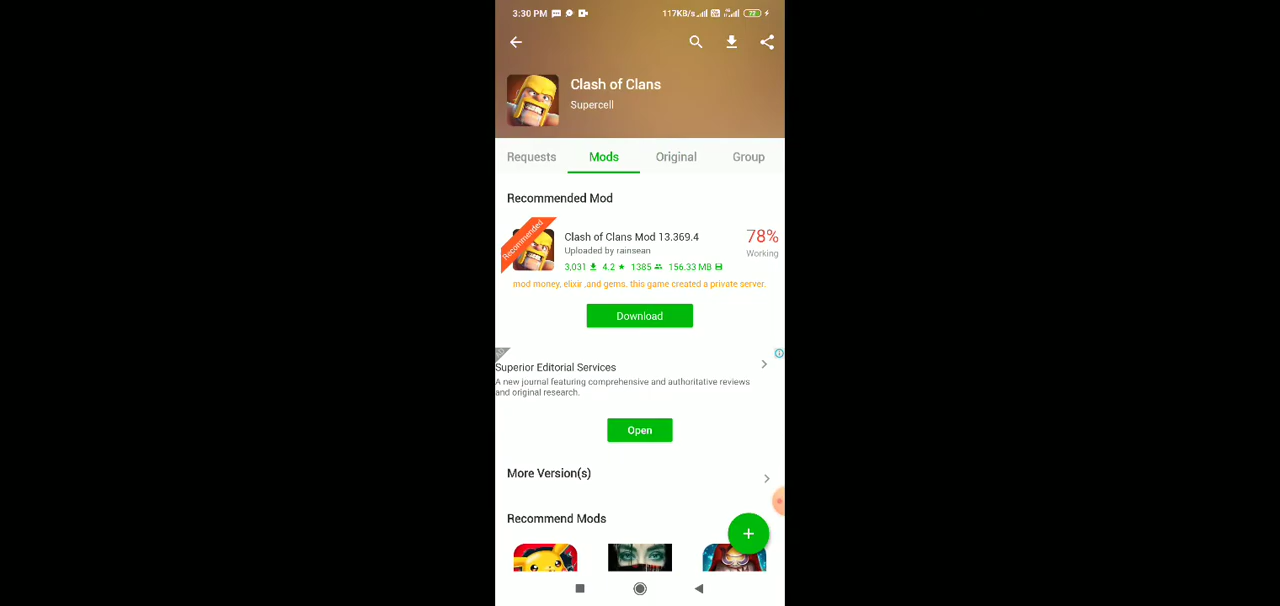 3:30 PM
117KB/s
72
Clash of Clans
Supercell
Requests Mods Original Group
Recommended Mod
Recommended
Clash of Clans Mod 13.369.4
78%
Uploaded by rainsean
Working
3,031 4.2 1385 156.33 MB
mod money, elixir ,and gems. this game created a private server.
Download
Superior Editorial Services
A new journal featuring comprehensive and authoritative reviews
and original research.
Open
More Version(s)
Recommend Mods